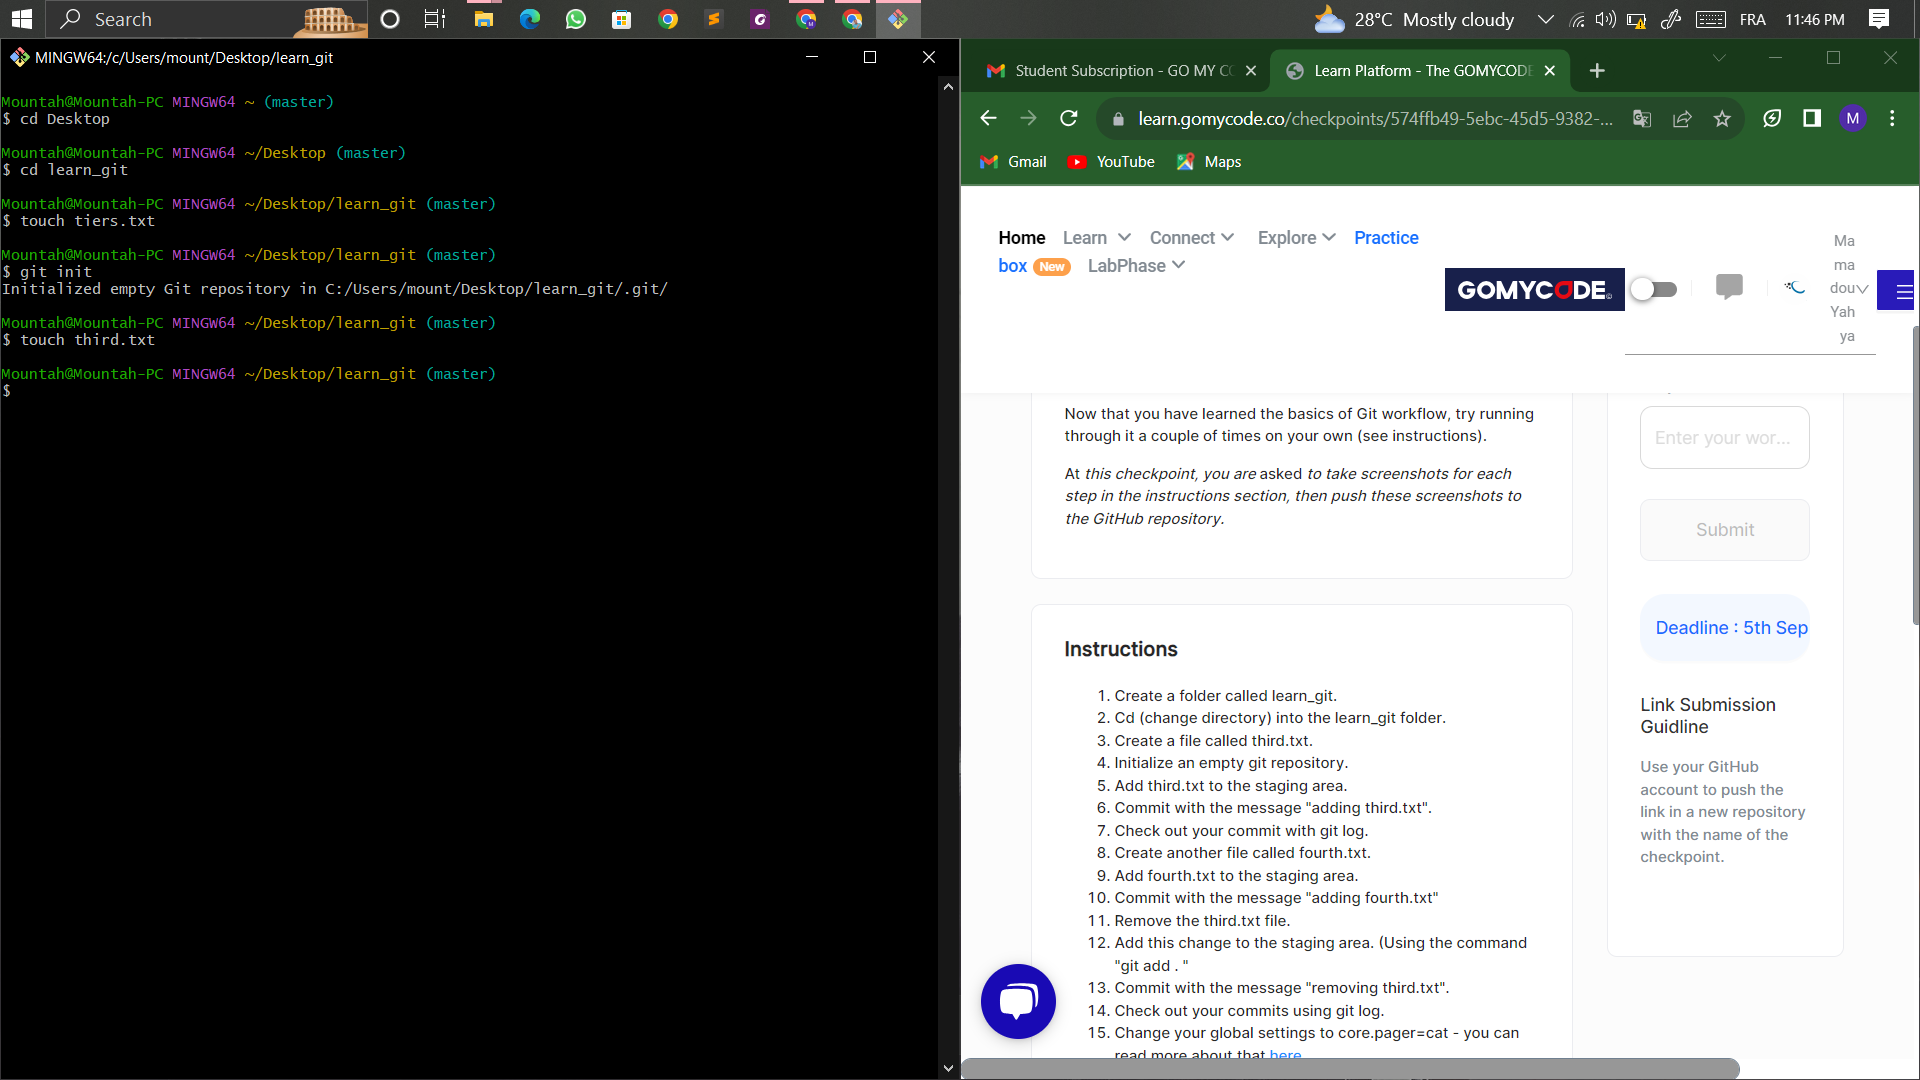 Search
28°C Mostly cloudy
FRA
11:46 PM
MINGW64:/c/Users/mount/Desktop/learn_git
Mountah@Mountah-PC MINGW64 ~ (master)
$ cd Desktop
Mountah@Mountah-PC MINGW64 ~/Desktop (master)
$ cd learn_git
Mountah@Mountah-PC MINGW64 ~/Desktop/learn_git (master)
$ touch tiers.txt
Mountah@Mountah-PC MINGW64 ~/Desktop/learn_git (master)
$ git init
Initialized empty Git repository in C:/Users/mount/Desktop/learn_git/.git/
Mountah@Mountah-PC MINGW64 ~/Desktop/learn_git (master)
$ touch third.txt
Mountah@Mountah-PC MINGW64 ~/Desktop/learn_git (master)
$
Student Subscription - GO MY CO
Learn Platform - The GOMYCODE
learn.gomycode.co/checkpoints/574ffb49-5ebc-45d5-9382-...
M
Gmail
YouTube
Maps
Home
Learn
Connect
Explore
Practice
box
New
LabPhase
GOMYCODE
Ma
ma
dou
Yah
ya
Now that you have learned the basics of Git workflow, try running
through it a couple of times on your own (see instructions).
At this checkpoint, you are asked to take screenshots for each
step in the instructions section, then push these screenshots to
the GitHub repository.
Instructions
1. Create a folder called learn_git.
2. Cd (change directory) into the learn_git folder.
3. Create a file called third.txt.
4. Initialize an empty git repository.
5. Add third.txt to the staging area.
6. Commit with the message "adding third.txt".
7. Check out your commit with git log.
8. Create another file called fourth.txt.
9. Add fourth.txt to the staging area.
10. Commit with the message "adding fourth.txt"
11. Remove the third.txt file.
12. Add this change to the staging area. (Using the command
"git add . "
13. Commit with the message "removing third.txt".
14. Check out your commits using git log.
15. Change your global settings to core.pager=cat - you can
read more about that here
Enter your wor...
Submit
Deadline : 5th Sep
Link Submission
Guidline
Use your GitHub
account to push the
link in a new repository
with the name of the
checkpoint.